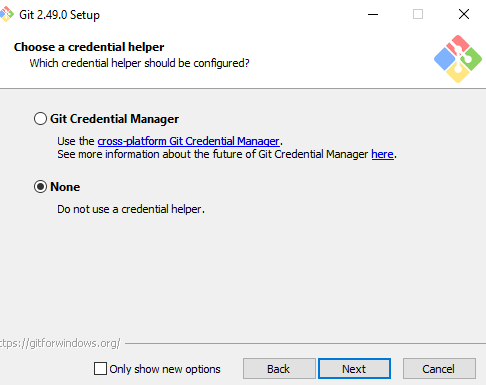 Git 2.49.0 Setup
Choose a credential helper
Which credential helper should be configured?
Git Credential Manager
Use the cross-platform Git Credential Manager.
See more information about the future of Git Credential Manager here.
None
Do not use a credential helper.
ttps://gitforwindows.org/
Only show new options
Back
Next
Cancel